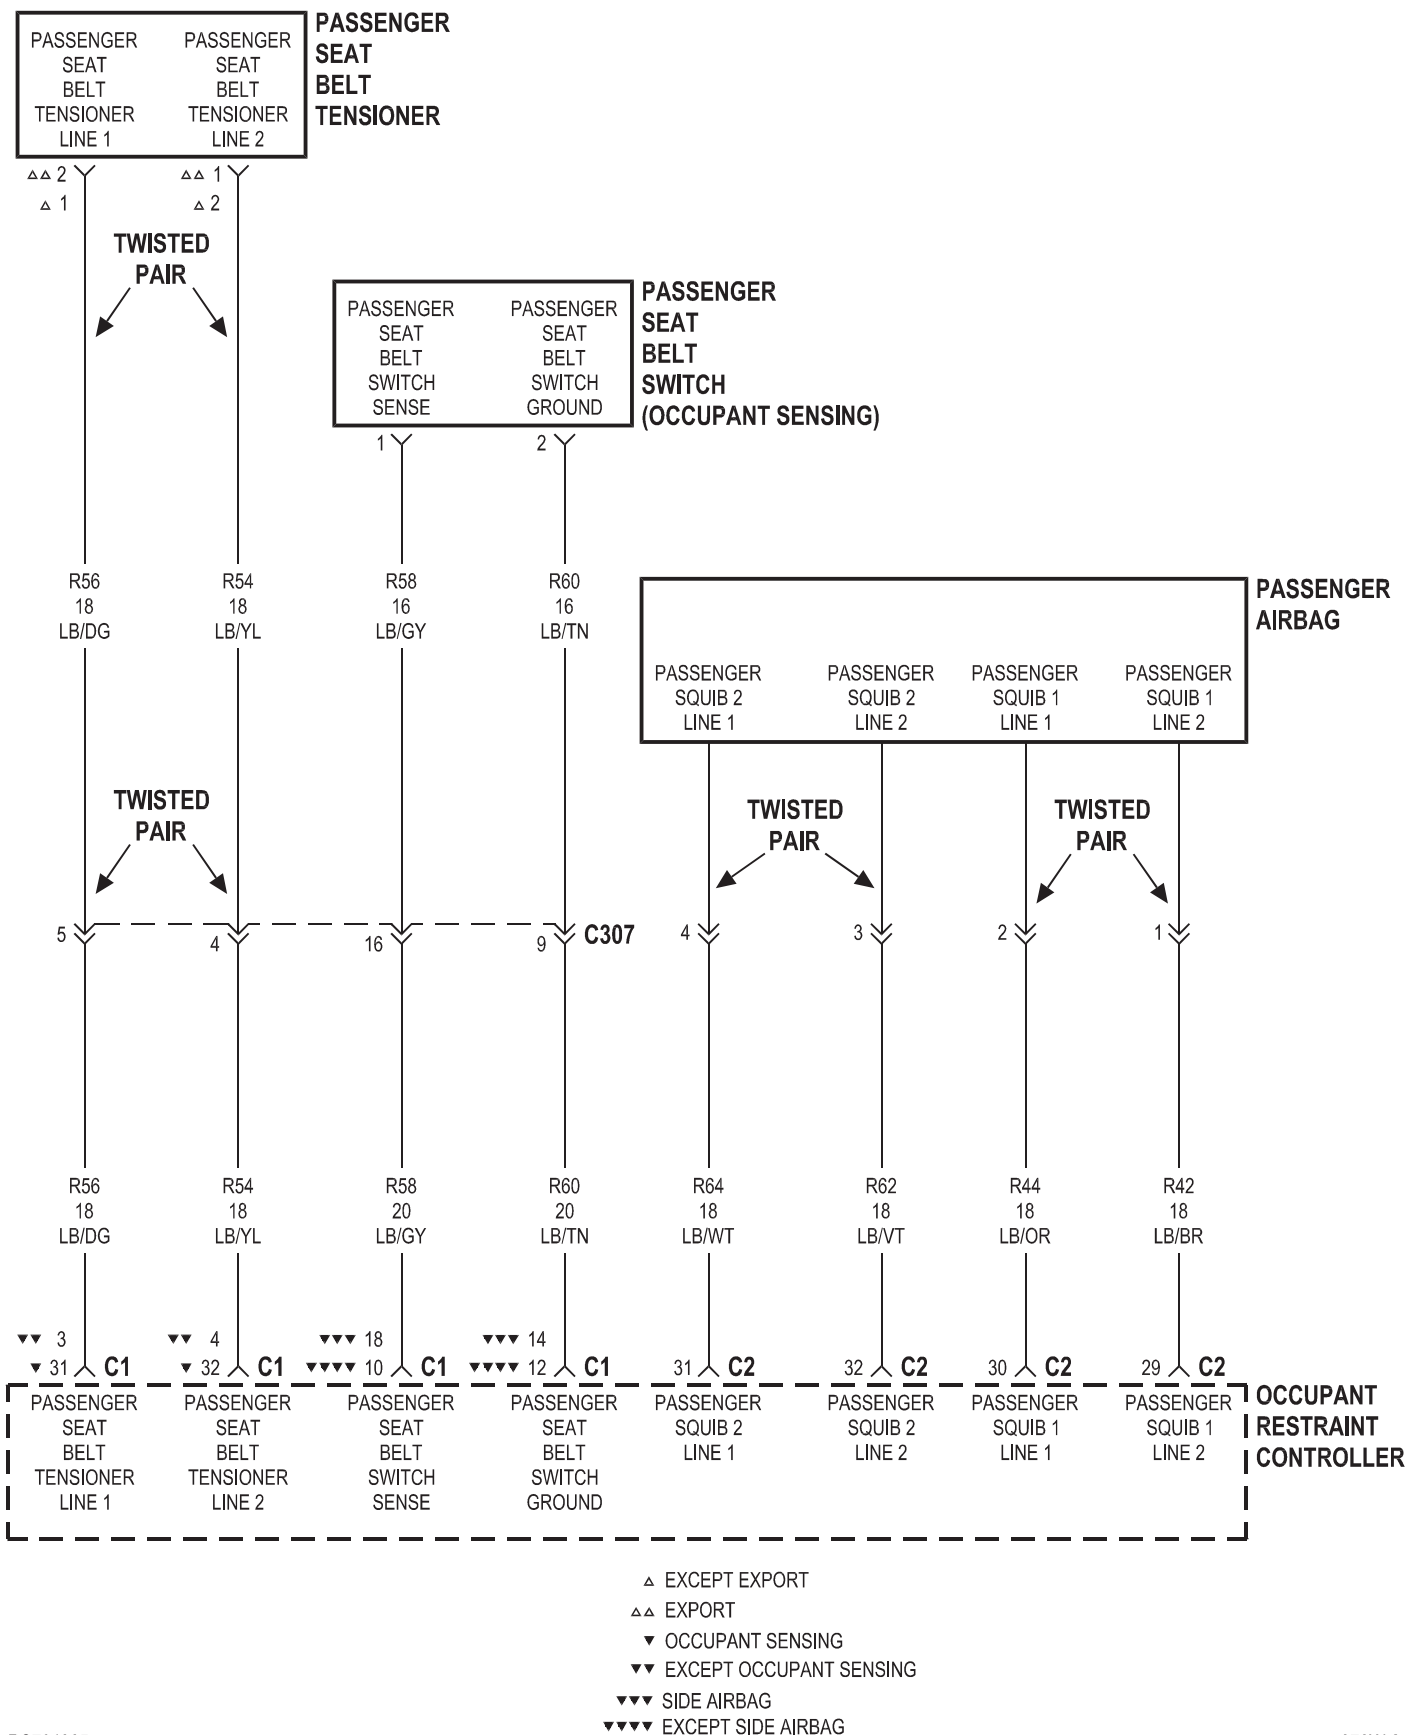 PASSENGER SEAT BELT TENSIONER LINE 1
PASSENGER SEAT BELT TENSIONER LINE 2
PASSENGER
SEAT
BELT
TENSIONER
▵▵ 2
▵ 1
▵▵ 1
▵ 2
TWISTED
PAIR
PASSENGER SEAT BELT SWITCH SENSE
PASSENGER SEAT BELT SWITCH GROUND
PASSENGER
SEAT
BELT
SWITCH
(OCCUPANT SENSING)
1
2
R56 18 LB/DG
R54 18 LB/YL
R58 16 LB/GY
R60 16 LB/TN
PASSENGER
AIRBAG
PASSENGER SQUIB 2 LINE 1
PASSENGER SQUIB 2 LINE 2
PASSENGER SQUIB 1 LINE 1
PASSENGER SQUIB 1 LINE 2
TWISTED
PAIR
TWISTED
PAIR
TWISTED
PAIR
5
4
16
9
C307
4
3
2
1
R56 18 LB/DG
R54 18 LB/YL
R58 20 LB/GY
R60 20 LB/TN
R64 18 LB/WT
R62 18 LB/VT
R44 18 LB/OR
R42 18 LB/BR
▾▾ 3
▾ 31 C1
▾▾ 4
▾ 32 C1
▾▾▾ 18
▾▾▾▾ 10 C1
▾▾▾ 14
▾▾▾▾ 12 C1
31 C2
32 C2
30 C2
29 C2
PASSENGER SEAT BELT TENSIONER LINE 1
PASSENGER SEAT BELT TENSIONER LINE 2
PASSENGER SEAT BELT SWITCH SENSE
PASSENGER SEAT BELT SWITCH GROUND
PASSENGER SQUIB 2 LINE 1
PASSENGER SQUIB 2 LINE 2
PASSENGER SQUIB 1 LINE 1
PASSENGER SQUIB 1 LINE 2
OCCUPANT
RESTRAINT
CONTROLLER
▵ EXCEPT EXPORT
▵▵ EXPORT
▾ OCCUPANT SENSING
▾▾ EXCEPT OCCUPANT SENSING
▾▾▾ SIDE AIRBAG
▾▾▾▾ EXCEPT SIDE AIRBAG